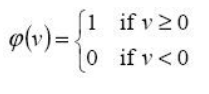 φ(v) = { 1 if v ≥ 0
0 if v < 0